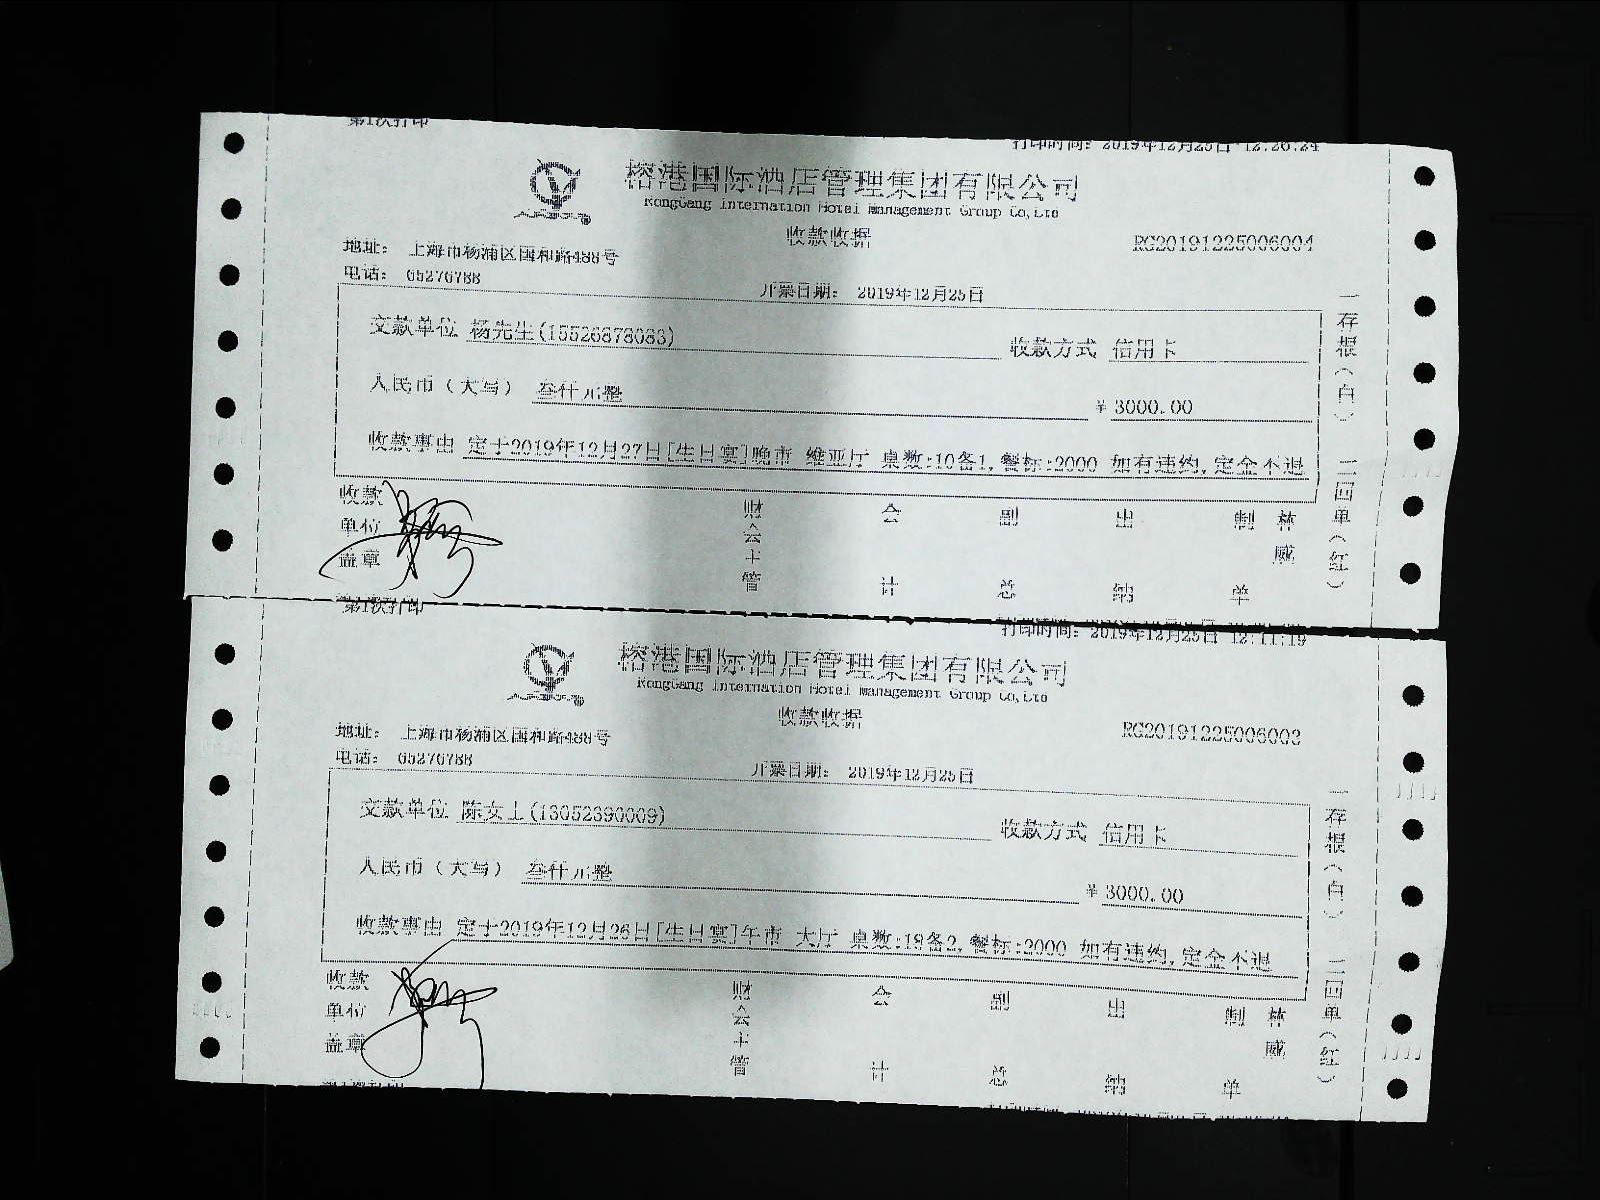 第1次打印
打印时间: 2019年12月25日 12:26:24
榕港国际酒店管理集团有限公司
RongGang Internation Hotel Management Group Co,Ltd
收款收据
RG20191225006004
地址: 上海市杨浦区国和路488号
电话: 65276788
开票日期: 2019年12月25日
交款单位 杨先生(15526878083)
收款方式 信用卡
人民币(大写) 叁仟元整
¥ 3000.00
收款事由 定于2019年12月27日[生日宴]晚市 维亚厅 桌数:10备1,餐标:2000 如有违约,定金不退
一存根(白) 二回单(红)
收款单位盖章
财会主管
会计
副总
出纳
制单
林威
第1次打印
打印时间: 2019年12月25日 12:11:19
榕港国际酒店管理集团有限公司
RongGang Internation Hotel Management Group Co,Ltd
收款收据
RG20191225006003
地址: 上海市杨浦区国和路488号
电话: 65276788
开票日期: 2019年12月25日
交款单位 陈女士(13052390009)
收款方式 信用卡
人民币(大写) 叁仟元整
¥ 3000.00
收款事由 定于2019年12月26日[生日宴]午市 大厅 桌数:18备2,餐标:2000 如有违约,定金不退
一存根(白) 二回单(红)
收款单位盖章
财会主管
会计
副总
出纳
制单
林威